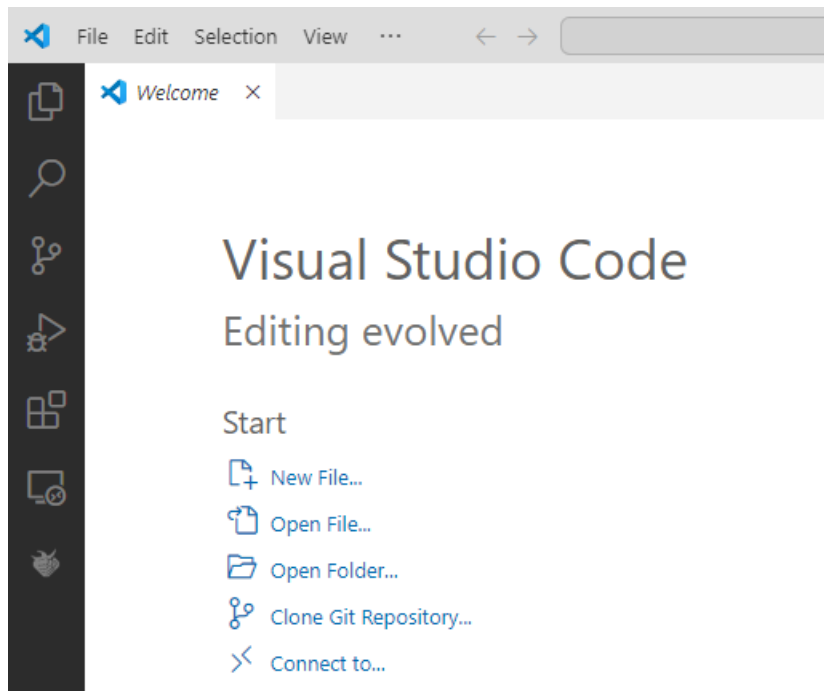 File Edit Selection View ...
Welcome
Visual Studio Code
Editing evolved
Start
New File...
Open File...
Open Folder...
Clone Git Repository...
Connect to...